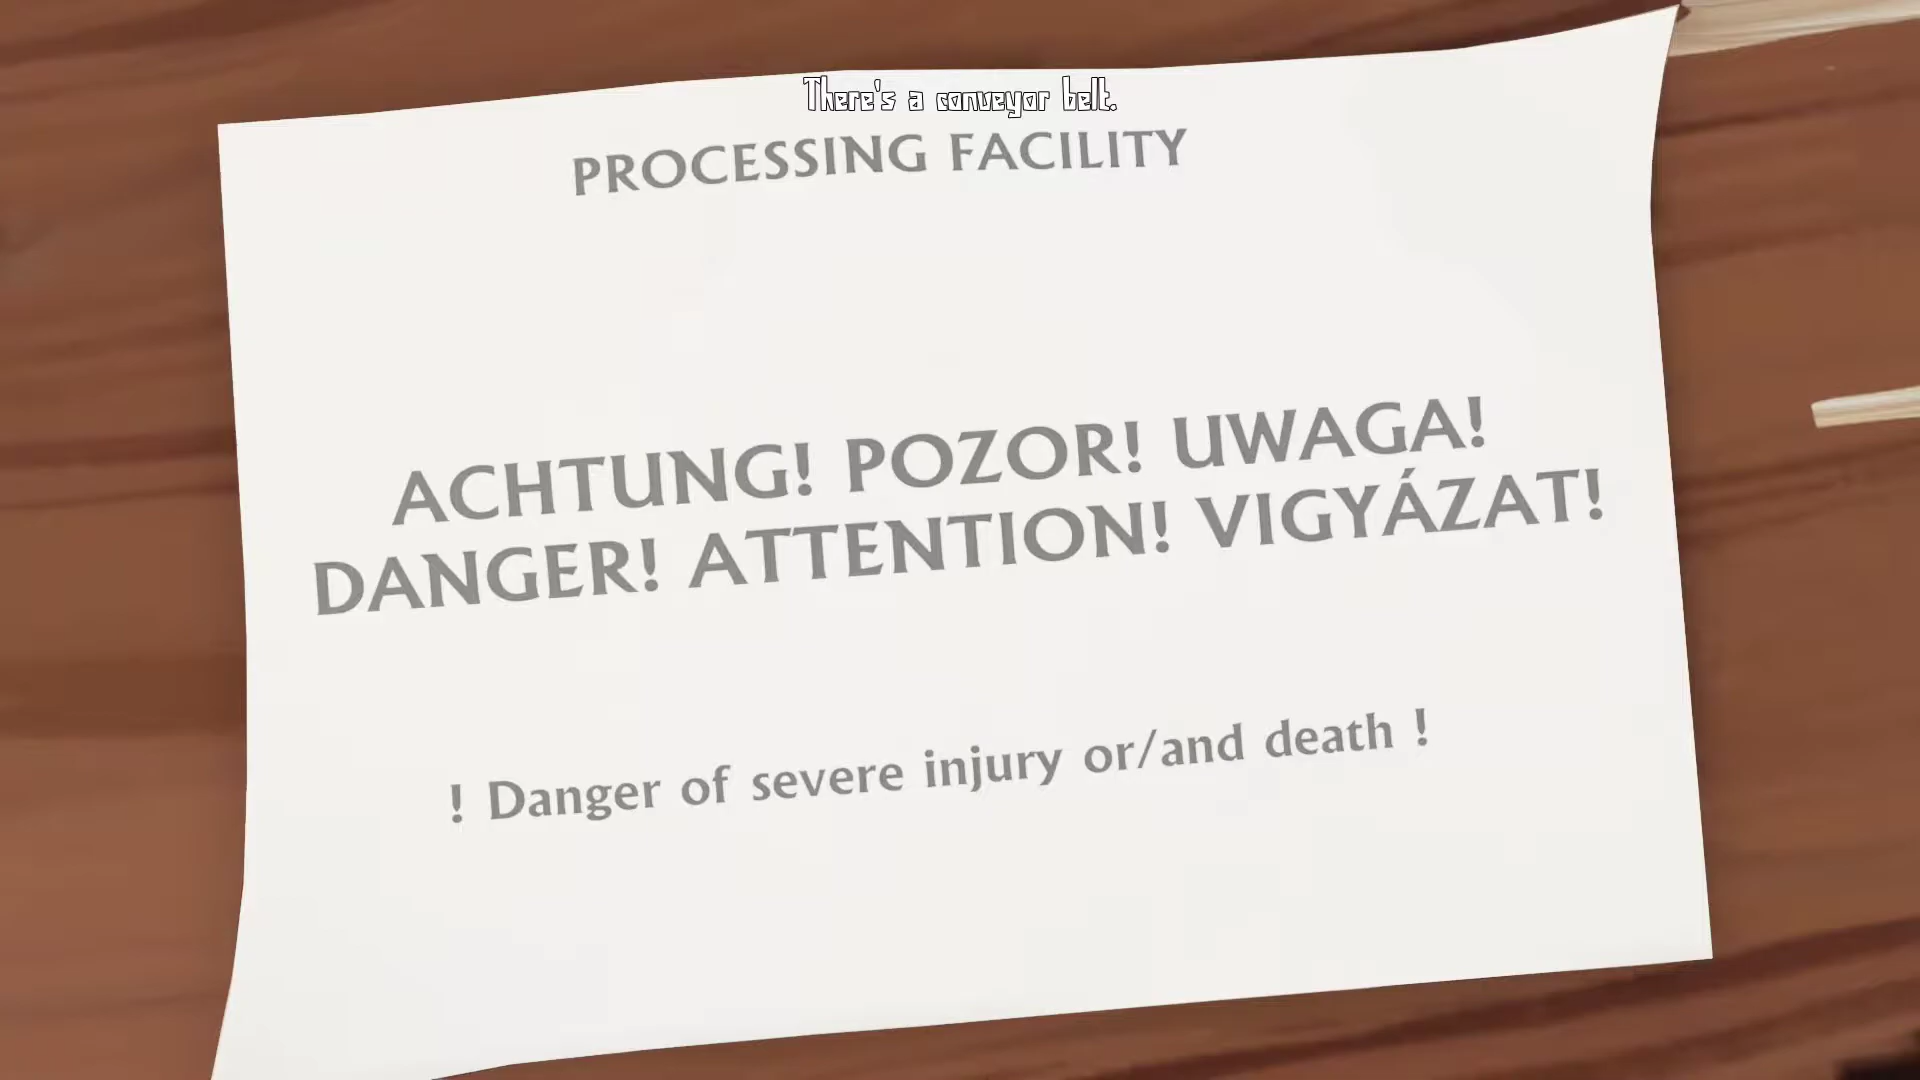 There's a conveyor belt.
PROCESSING FACILITY
ACHTUNG! POZOR! UWAGA!
DANGER! ATTENTION! VIGYÁZAT!
! Danger of severe injury or/and death !